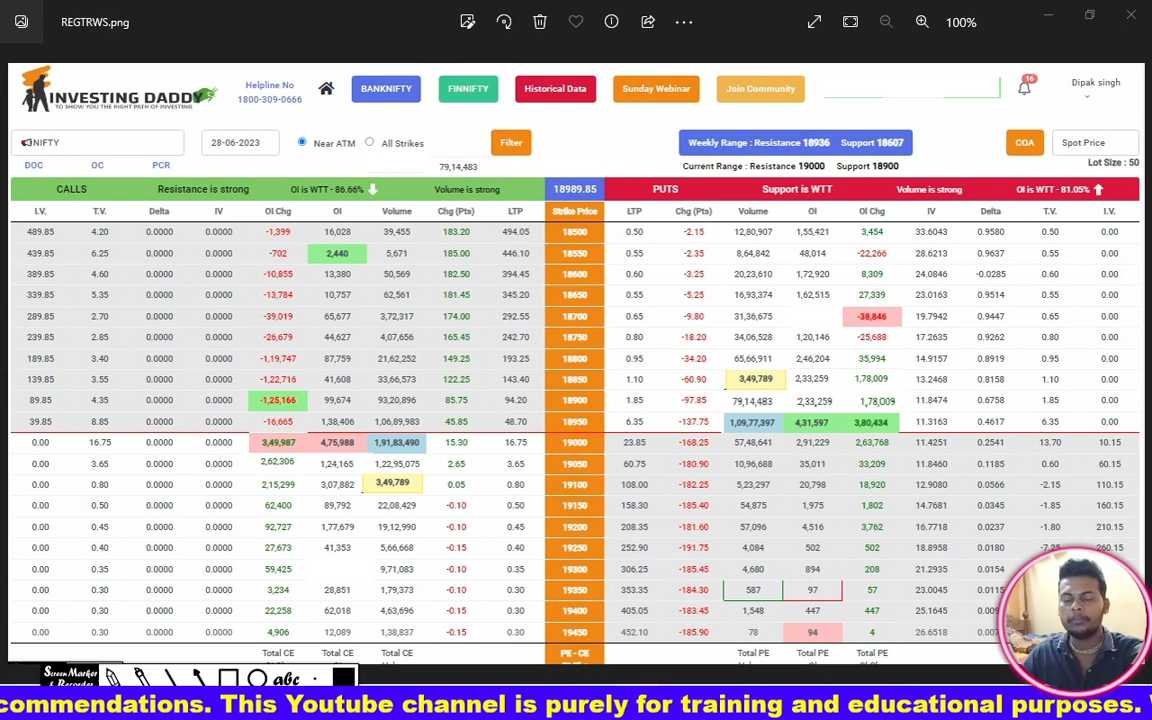 REGTRWS.png 100%
INVESTING DADDY
TO SHOW YOU THE RIGHT PATH OF INVESTING
Helpline No
1800-309-0666
BANKNIFTY FINNIFTY Historical Data Sunday Webinar Join Community 16 Dipak singh
NIFTY 28-06-2023 Near ATM All Strikes Filter Weekly Range : Resistance 18936 Support 18607 COA Spot Price
DOC OC PCR 79,14,483 Current Range : Resistance 19000 Support 18900 Lot Size : 50
CALLS Resistance is strong OI is WTT - 86.66% Volume is strong 18989.85 PUTS Support is WTT Volume is strong OI is WTT - 81.05%
I.V. T.V. Delta IV OI Chg OI Volume Chg (Pts) LTP Strike Price LTP Chg (Pts) Volume OI OI Chg IV Delta T.V. I.V.
489.85 4.20 0.0000 0.0000 -1,399 16,028 39,455 183.20 494.05 18500 0.50 -2.15 12,80,907 1,55,421 3,454 33.6043 0.9580 0.50 0.00
439.85 6.25 0.0000 0.0000 -702 2,440 5,671 185.00 446.10 18550 0.55 -2.35 8,64,842 48,014 -22,266 28.6213 0.9637 0.55 0.00
389.85 4.60 0.0000 0.0000 -10,855 13,380 50,569 182.50 394.45 18600 0.60 -3.25 20,23,610 1,72,920 8,309 24.0846 -0.0285 0.60 0.00
339.85 5.35 0.0000 0.0000 -13,784 10,757 62,561 181.45 345.20 18650 0.55 -5.25 16,93,374 1,62,515 27,339 23.0163 0.9514 0.55 0.00
289.85 2.70 0.0000 0.0000 -39,019 65,677 3,72,317 174.00 292.55 18700 0.65 -9.80 31,36,675 -38,846 19.7942 0.9447 0.65 0.00
239.85 2.85 0.0000 0.0000 -26,679 44,627 4,07,656 165.45 242.70 18750 0.80 -18.20 34,06,528 1,20,146 -25,688 17.2635 0.9262 0.80 0.00
189.85 3.40 0.0000 0.0000 -1,19,747 87,759 21,62,252 149.25 193.25 18800 0.95 -34.20 65,66,911 2,46,204 35,994 14.9157 0.8919 0.95 0.00
139.85 3.55 0.0000 0.0000 -1,22,716 41,608 33,66,573 122.25 143.40 18850 1.10 -60.90 3,49,789 2,33,259 1,78,009 13.2468 0.8158 1.10 0.00
89.85 4.35 0.0000 0.0000 -1,25,166 99,674 93,20,896 85.75 94.20 18900 1.85 -97.85 79,14,483 2,33,259 1,78,009 11.8474 0.6758 1.85 0.00
39.85 8.85 0.0000 0.0000 -16,665 1,38,406 1,06,89,983 21.45 48.70 18950 6.35 -137.75 1,09,77,397 4,31,597 3,80,434 11.3163 0.4617 6.35 0.00
0.00 16.75 0.0000 0.0000 3,49,987 4,75,988 1,91,83,490 15.30 16.75 19000 23.85 -168.25 57,48,641 2,91,229 2,63,768 11.4251 0.2541 13.70 10.15
0.00 3.65 0.0000 0.0000 2,62,306 1,24,165 1,22,95,075 2.65 3.65 19050 60.75 -180.90 10,96,688 35,011 33,209 11.8460 0.1185 0.60 60.15
0.00 0.80 0.0000 0.0000 2,15,299 3,07,882 3,49,789 0.05 0.80 19100 108.00 -182.25 5,23,297 20,798 18,920 12.9080 0.0566 -2.15 110.15
0.00 0.50 0.0000 0.0000 62,400 89,792 22,08,429 -0.10 0.50 19150 158.30 -185.40 54,875 1,975 1,802 14.7681 0.0345 -1.85 160.15
0.00 0.45 0.0000 0.0000 92,727 1,77,679 19,12,990 -0.10 0.45 19200 208.35 -181.60 57,096 4,516 3,762 16.7718 0.0237 -1.80 210.15
0.00 0.40 0.0000 0.0000 27,673 41,353 5,66,668 -0.15 0.40 19250 252.90 -191.75 4,084 502 502 18.8958 0.0180 -7.25 260.15
0.00 0.35 0.0000 0.0000 59,425 9,71,083 -0.10 0.35 19300 306.25 -185.45 4,680 894 208 21.2935 0.0154
0.00 0.30 0.0000 0.0000 3,234 28,851 1,79,373 -0.10 0.30 19350 353.35 -184.30 587 97 57 23.0045
0.00 0.30 0.0000 0.0000 22,258 62,018 4,63,696 -0.15 0.30 19400 405.05 -183.45 1,548 447 447 25.1645
0.00 0.30 0.0000 0.0000 4,906 12,089 1,38,837 -0.15 0.30 19450 452.10 -185.90 78 94 4 26.6518
Total CE Total CE Total CE PE - CE Total PE Total PE Total PE
Screen Marker
& Recorder abc
commendations. This Youtube channel is purely for training and educational purposes.